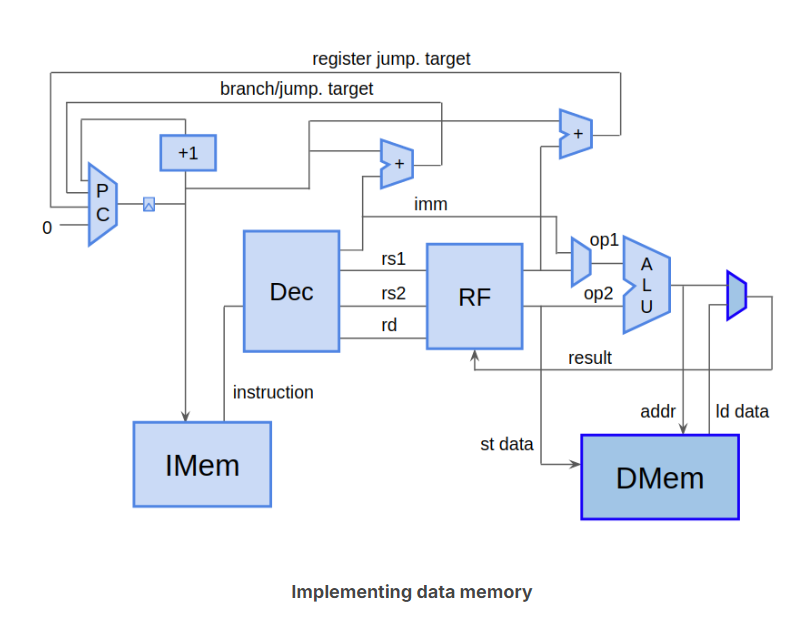 register jump. target
branch/jump. target
+1
+
+
P
C
0
imm
Dec
rs1
rs2
rd
RF
op1
op2
A
L
U
result
instruction
addr
ld data
st data
IMem
DMem
Implementing data memory